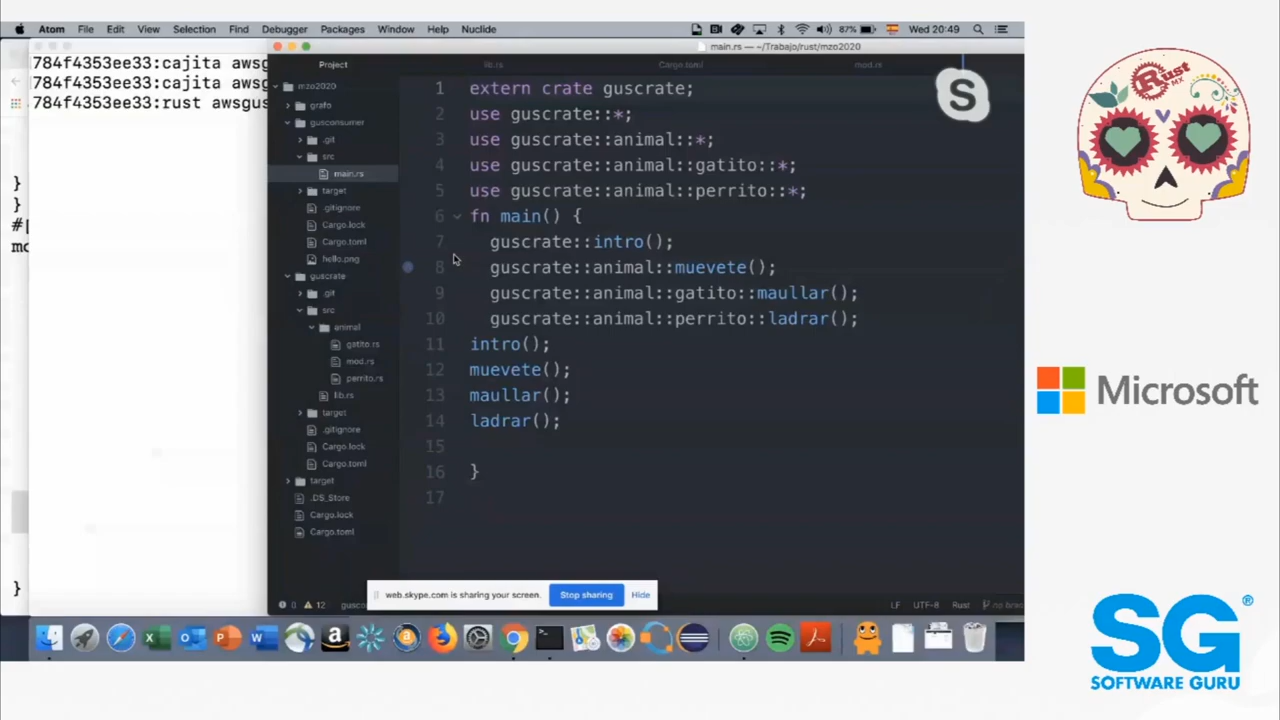 Atom File Edit View Selection Find Debugger Packages Window Help Nuclide 87% Wed 20:49
main.rs — ~/Trabajo/rust/mzo2020
784f4353ee33:cajita awsg
784f4353ee33:cajita awsg
784f4353ee33:rust awsgus
}
}
#[
mo
}
Project
mzo2020
grafo
gusconsumer
.git
src
main.rs
target
.gitignore
Cargo.lock
Cargo.toml
hello.png
guscrate
.git
src
animal
gatito.rs
mod.rs
perrito.rs
lib.rs
target
.gitignore
Cargo.lock
Cargo.toml
target
.DS_Store
Cargo.lock
Cargo.toml
lib.rs Cargo.toml mod.rs
1 extern crate guscrate;
2 use guscrate::*;
3 use guscrate::animal::*;
4 use guscrate::animal::gatito::*;
5 use guscrate::animal::perrito::*;
6 fn main() {
7 guscrate::intro();
8 guscrate::animal::muevete();
9 guscrate::animal::gatito::maullar();
10 guscrate::animal::perrito::ladrar();
11 intro();
12 muevete();
13 maullar();
14 ladrar();
15
16 }
17
S
web.skype.com is sharing your screen. Stop sharing Hide
0 12 gusco
LF UTF-8 Rust
Rust MX
Microsoft
SG®
SOFTWARE GURU